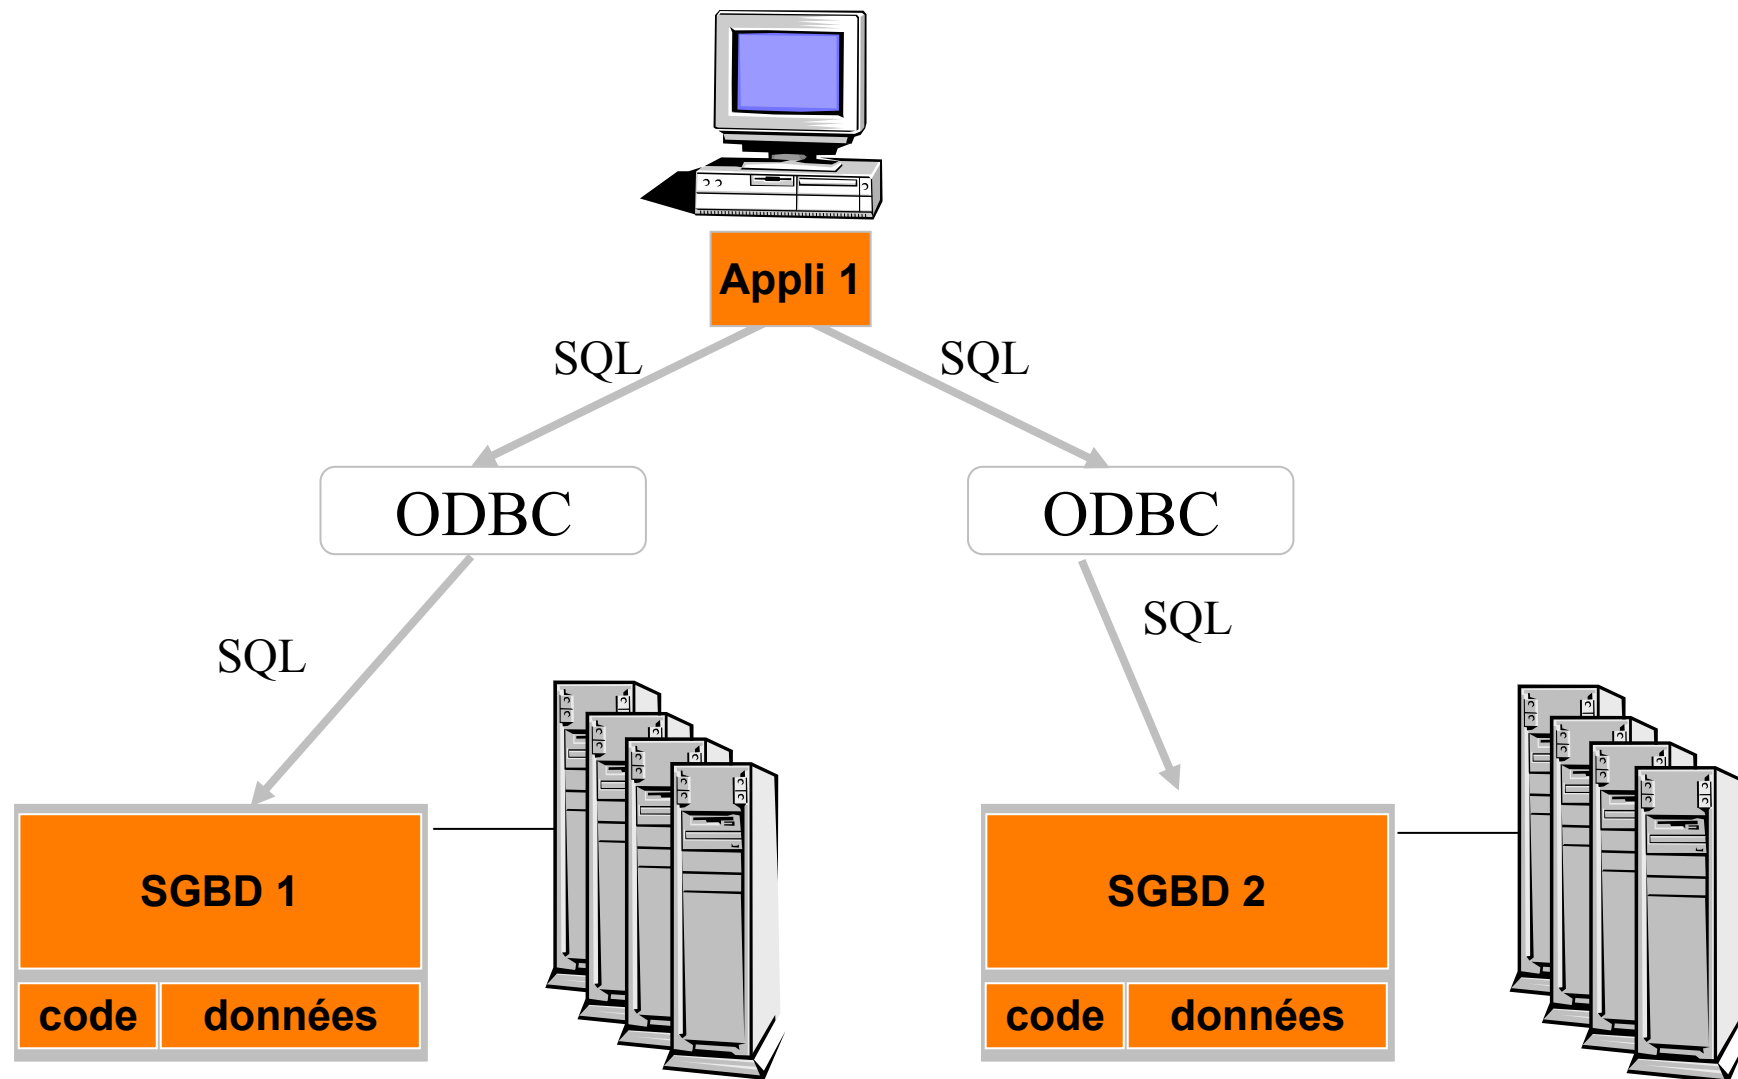 Appli 1
SQL
SQL
ODBC
ODBC
SQL
SQL
SGBD 1
SGBD 2
code
données
code
données